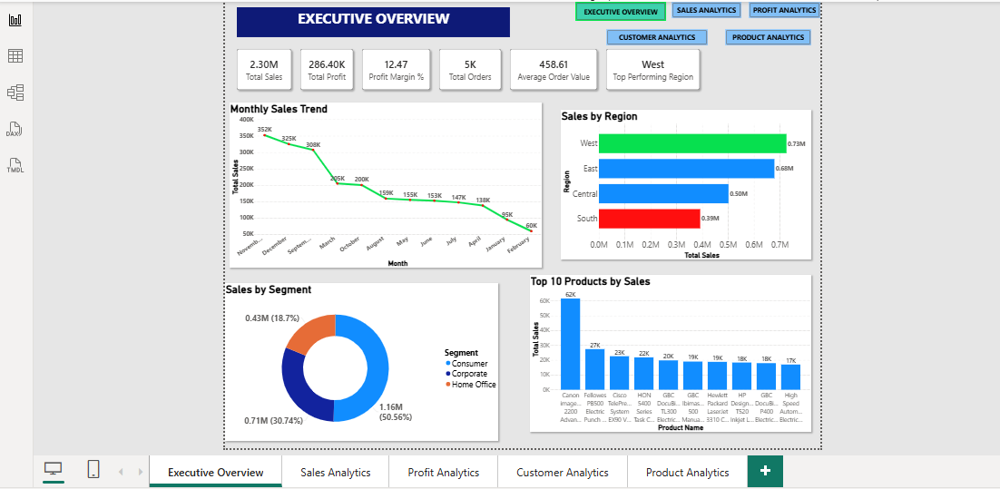 EXECUTIVE OVERVIEW
EXECUTIVE OVERVIEW
SALES ANALYTICS
PROFIT ANALYTICS
CUSTOMER ANALYTICS
PRODUCT ANALYTICS
2.30M
Total Sales
286.40K
Total Profit
12.47
Profit Margin %
5K
Total Orders
458.61
Average Order Value
West
Top Performing Region
DAX
TMDL
Monthly Sales Trend
Total Sales
400K
350K
300K
250K
200K
150K
100K
50K
352K
325K
308K
205K
200K
159K
155K
153K
147K
138K
95K
60K
Novemb...
December
Septem...
March
October
August
May
June
July
April
January
February
Month
Sales by Region
Region
West
0.73M
East
0.68M
Central
0.50M
South
0.39M
0.0M 0.1M 0.2M 0.3M 0.4M 0.5M 0.6M 0.7M
Total Sales
Sales by Segment
0.43M (18.7%)
0.71M (30.74%)
1.16M
(50.56%)
Segment
Consumer
Corporate
Home Office
Top 10 Products by Sales
Total Sales
60K
50K
40K
30K
20K
10K
0K
62K
27K
23K
22K
20K
19K
19K
18K
18K
17K
Canon
image...
2200
Advan...
Fellowes
PB500
Electric
Punch ...
Cisco
TelePre...
System
EX90 V...
HON
5400
Series
Task C...
GBC
DocuBi...
TL300
Electric...
GBC
Ibimas...
500
Manua...
Hewlett
Packard
LaserJet
3310 C...
HP
Design...
T520
Inkjet L...
GBC
DocuBi...
P400
Electric...
High
Speed
Autom...
Electric...
Product Name
Executive Overview
Sales Analytics
Profit Analytics
Customer Analytics
Product Analytics
+